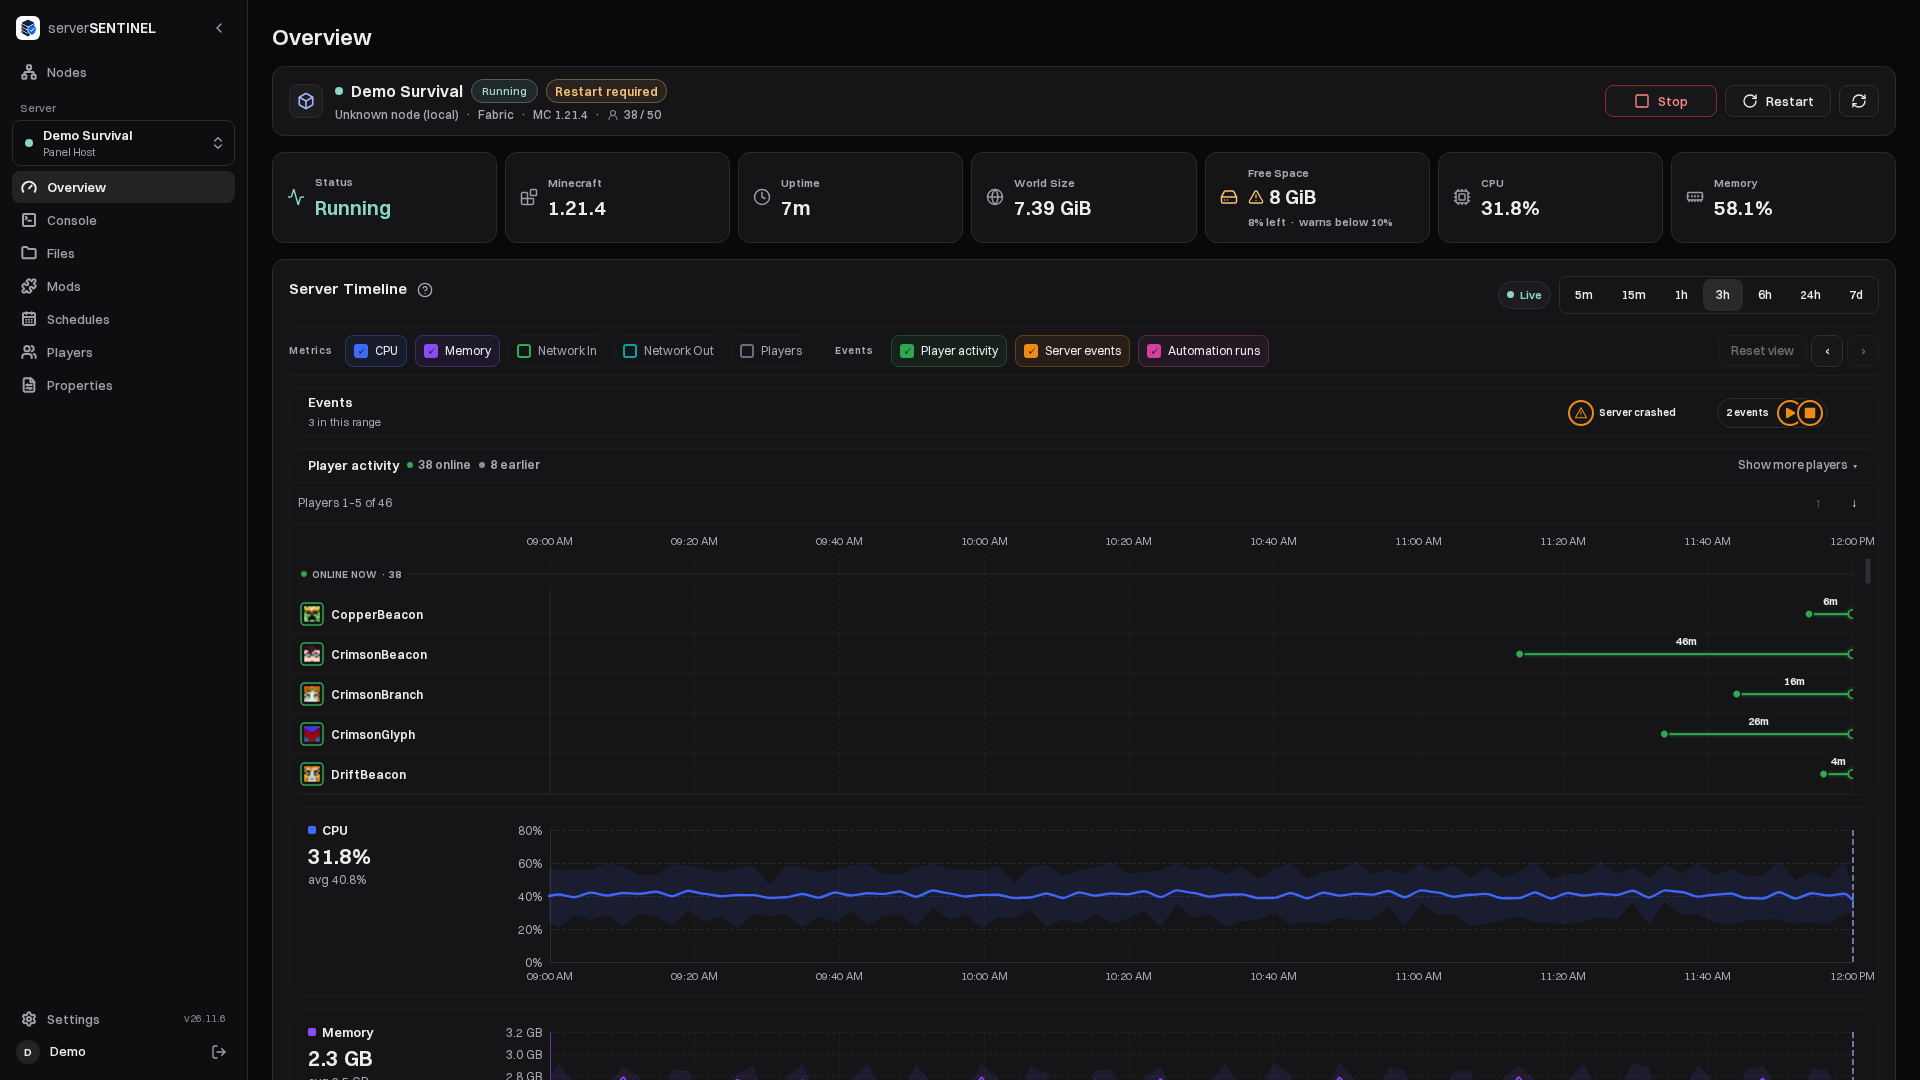 serverSENTINEL
Nodes
Server
Demo Survival
Panel Host
Overview
Console
Files
Mods
Schedules
Players
Properties
Settings
v26.11.6
D
Demo
Overview
Demo Survival
Running
Restart required
Unknown node (local) · Fabric · MC 1.21.4 · 38 / 50
Stop
Restart
Status
Running
Minecraft
1.21.4
Uptime
7m
World Size
7.39 GiB
Free Space
8 GiB
8% left · warns below 10%
CPU
31.8%
Memory
58.1%
Server Timeline
Live
5m 15m 1h 3h 6h 24h 7d
Metrics CPU Memory Network In Network Out Players Events Player activity Server events Automation runs
Reset view ‹ ›
Events
3 in this range
Server crashed
2 events
Player activity 38 online 8 earlier
Show more players
Players 1–5 of 46
↑ ↓
09:00 AM 09:20 AM 09:40 AM 10:00 AM 10:20 AM 10:40 AM 11:00 AM 11:20 AM 11:40 AM 12:00 PM
ONLINE NOW · 38
CopperBeacon
6m
CrimsonBeacon
46m
CrimsonBranch
16m
CrimsonGlyph
26m
DriftBeacon
4m
CPU
31.8%
avg 40.8%
80%
60%
40%
20%
0%
09:00 AM 09:20 AM 09:40 AM 10:00 AM 10:20 AM 10:40 AM 11:00 AM 11:20 AM 11:40 AM 12:00 PM
Memory
2.3 GB
3.2 GB
3.0 GB
2.8 GB